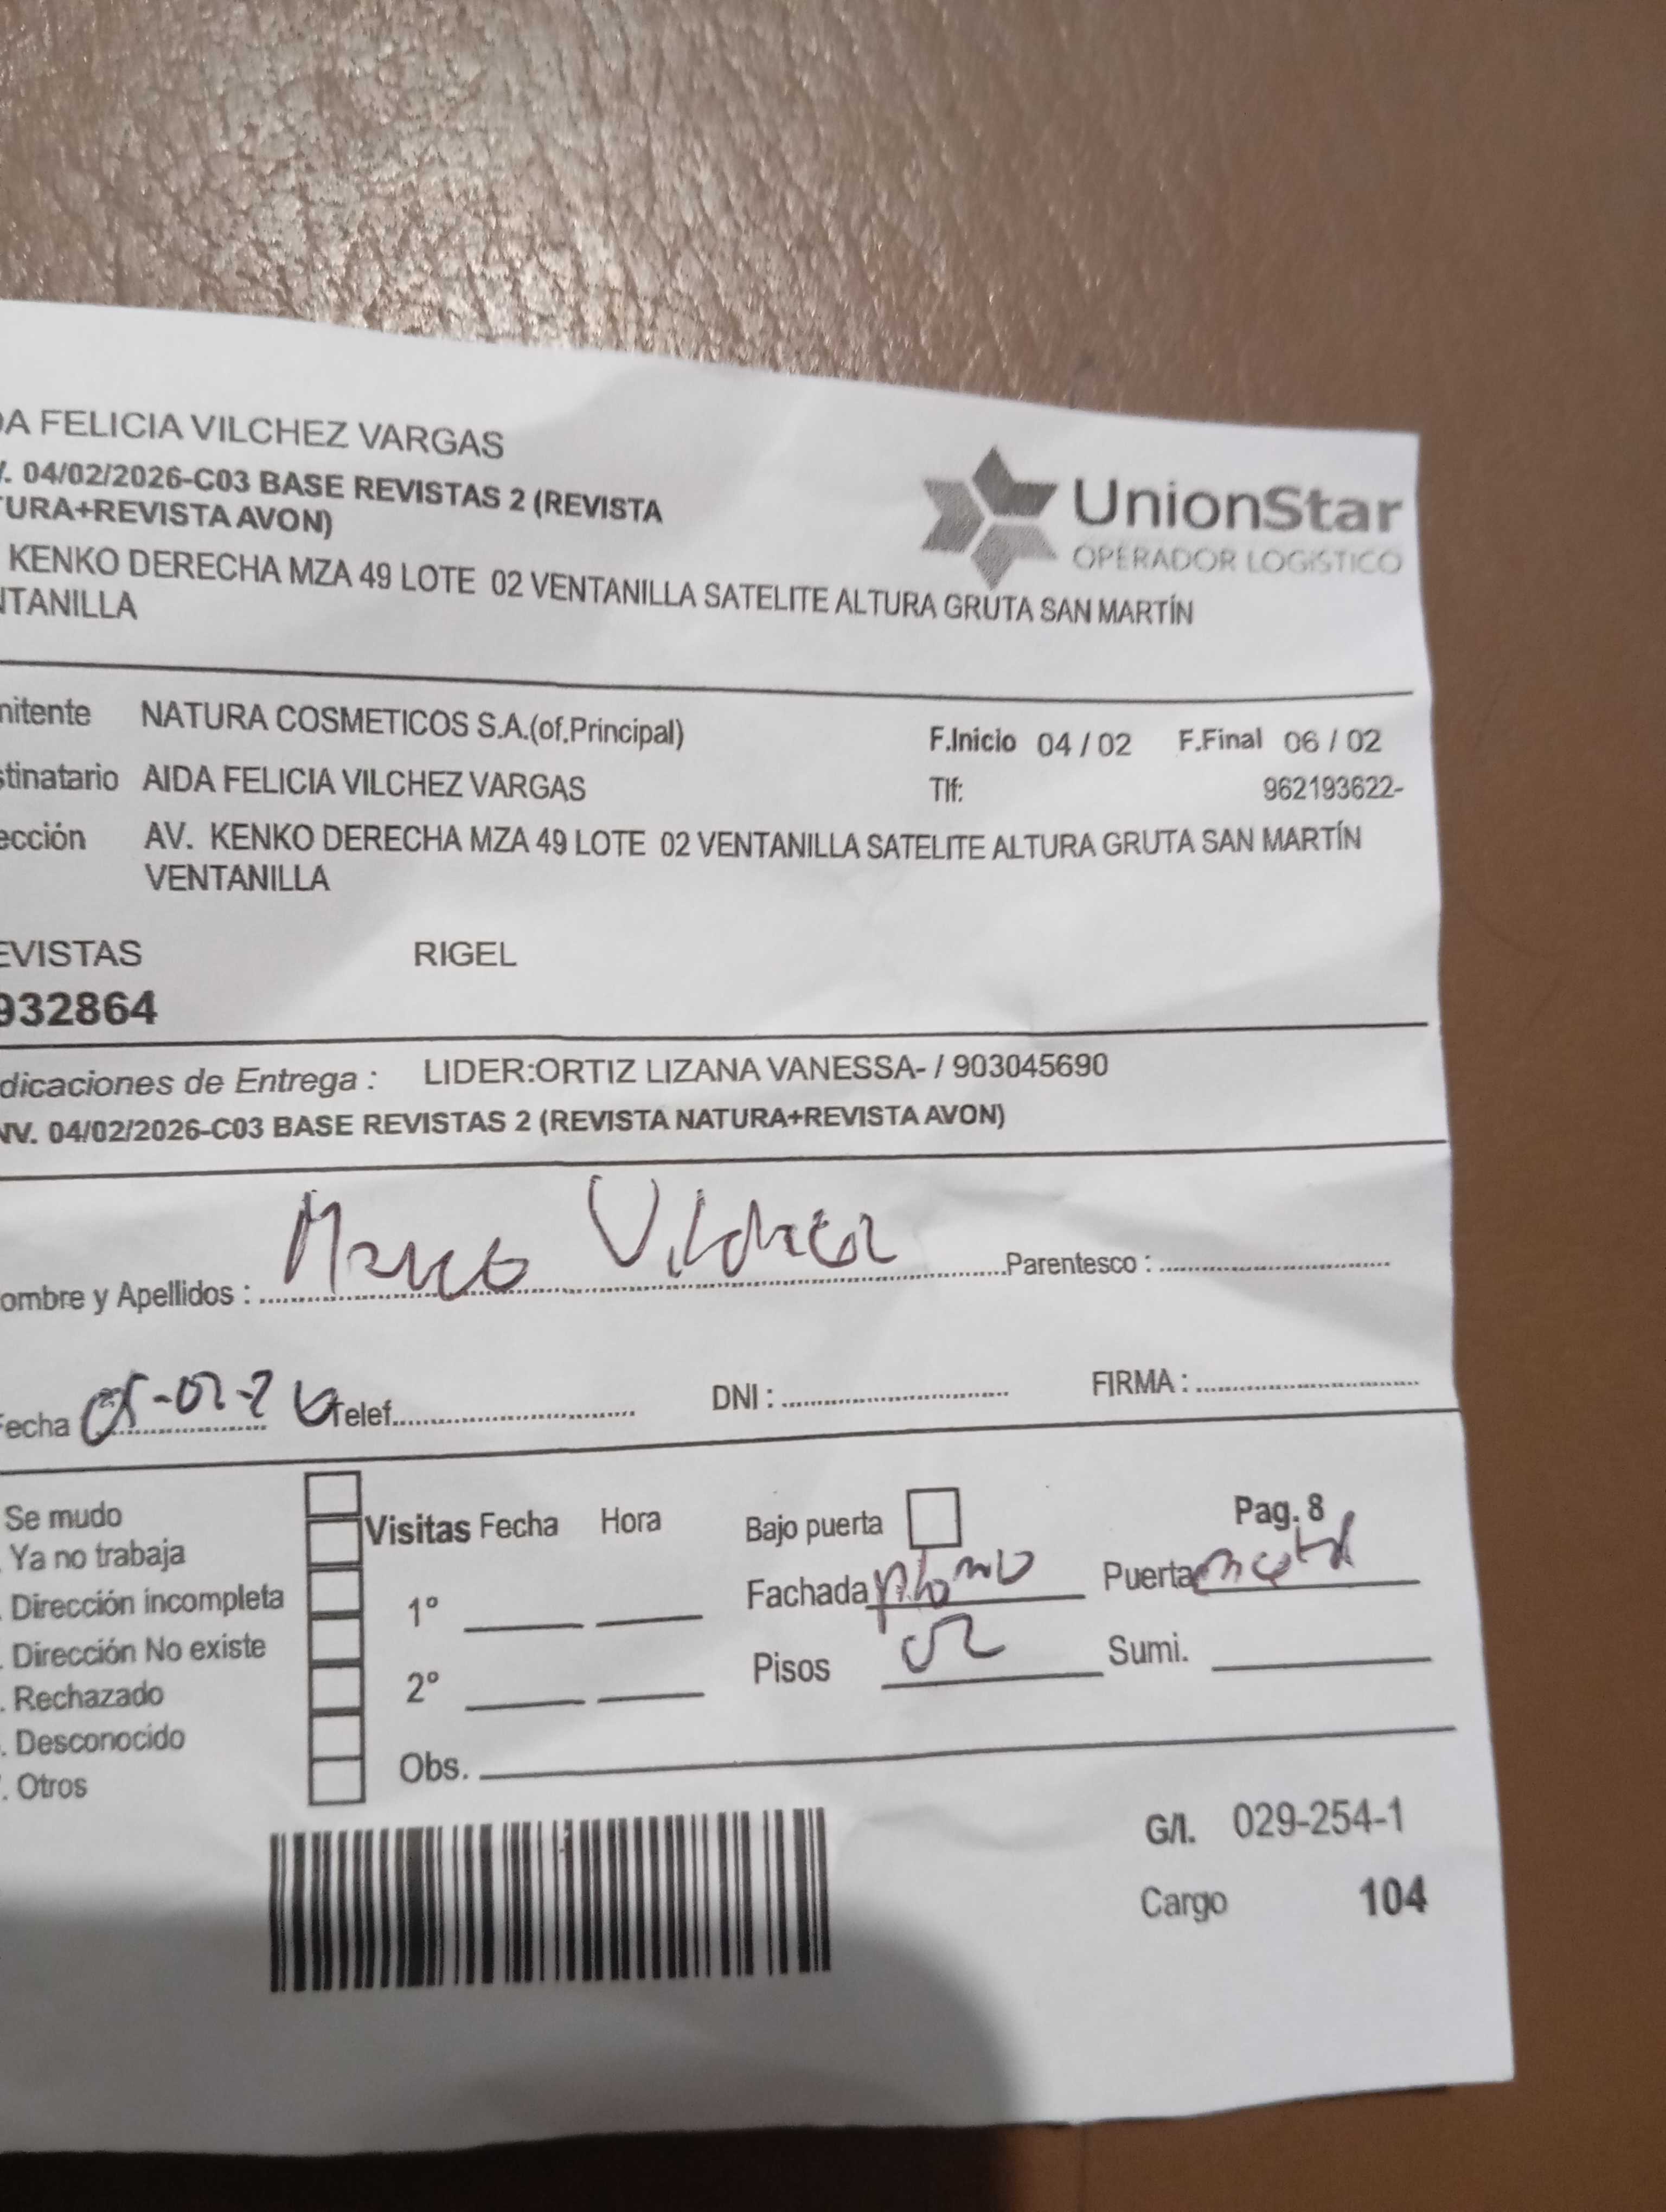 DA FELICIA VILCHEZ VARGAS
V. 04/02/2026-C03 BASE REVISTAS 2 (REVISTA
TURA+REVISTA AVON)
UnionStar
OPERADOR LOGISTICO
KENKO DERECHA MZA 49 LOTE 02 VENTANILLA SATELITE ALTURA GRUTA SAN MARTÍN
NTANILLA
mitente NATURA COSMETICOS S.A.(of.Principal) F.Inicio 04 / 02 F.Final 06 / 02
stinatario AIDA FELICIA VILCHEZ VARGAS Tlf: 962193622-
ección AV. KENKO DERECHA MZA 49 LOTE 02 VENTANILLA SATELITE ALTURA GRUTA SAN MARTÍN
VENTANILLA
EVISTAS RIGEL
932864
dicaciones de Entrega : LIDER:ORTIZ LIZANA VANESSA- / 903045690
NV. 04/02/2026-C03 BASE REVISTAS 2 (REVISTA NATURA+REVISTA AVON)
ombre y Apellidos : Marco Vilchez Parentesco :
Fecha 05-02-26 Telef. DNI : FIRMA :
Se mudo
Ya no trabaja
. Dirección incompleta
. Dirección No existe
. Rechazado
. Desconocido
. Otros
Visitas Fecha Hora
1°
2°
Obs.
Bajo puerta Pag. 8
Fachada plomo Puerta metal
Pisos 02 Sumi.
G/I. 029-254-1
Cargo 104